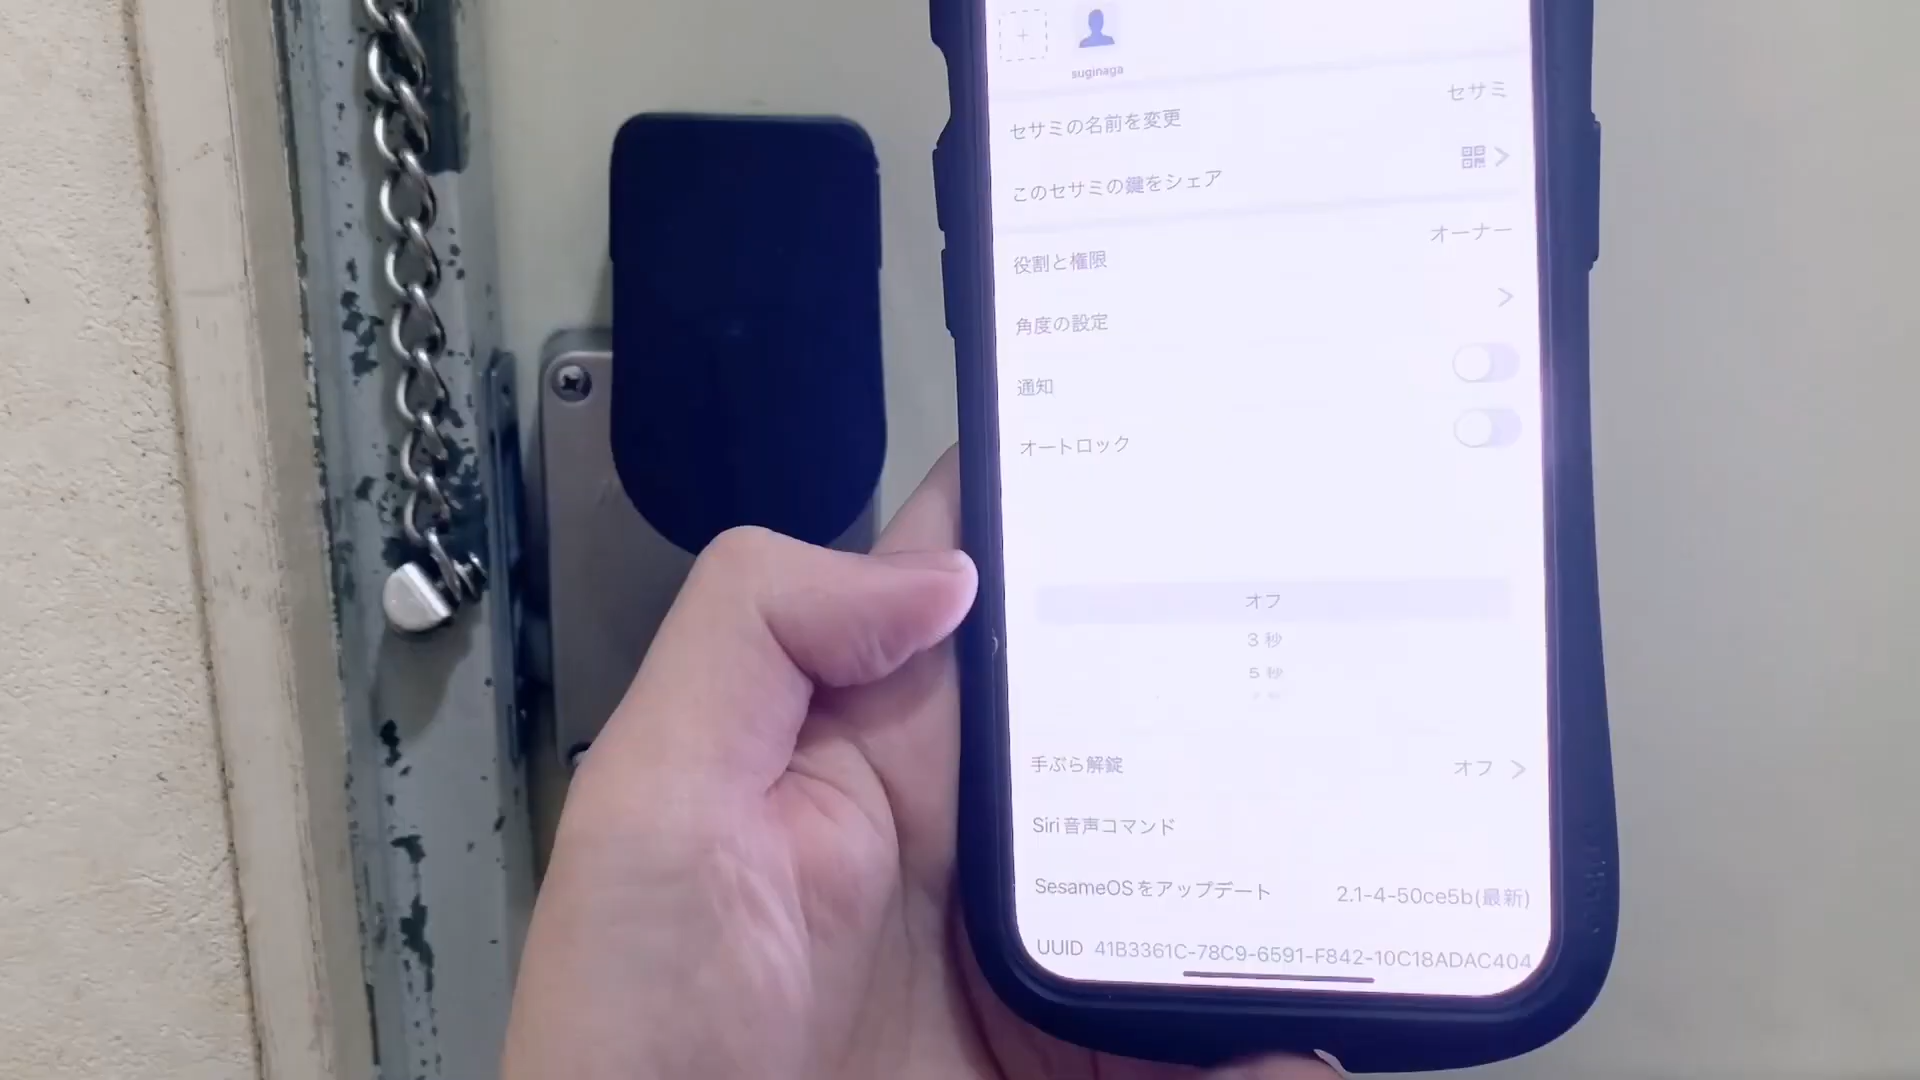 suginaga
セサミの名前を変更 セサミ
このセサミの鍵をシェア
役割と権限 オーナー
角度の設定
通知
オートロック
オフ
3 秒
5 秒
手ぶら解錠 オフ
Siri音声コマンド
SesameOSをアップデート 2.1-4-50ce5b(最新)
UUID 41B3361C-78C9-6591-F842-10C18ADAC404